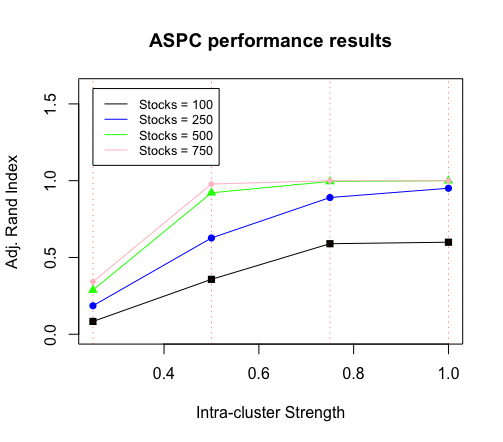 ASPC performance results
Adj. Rand Index
1.5
1.0
0.5
0.0
Stocks = 100
Stocks = 250
Stocks = 500
Stocks = 750
0.4 0.6 0.8 1.0
Intra-cluster Strength